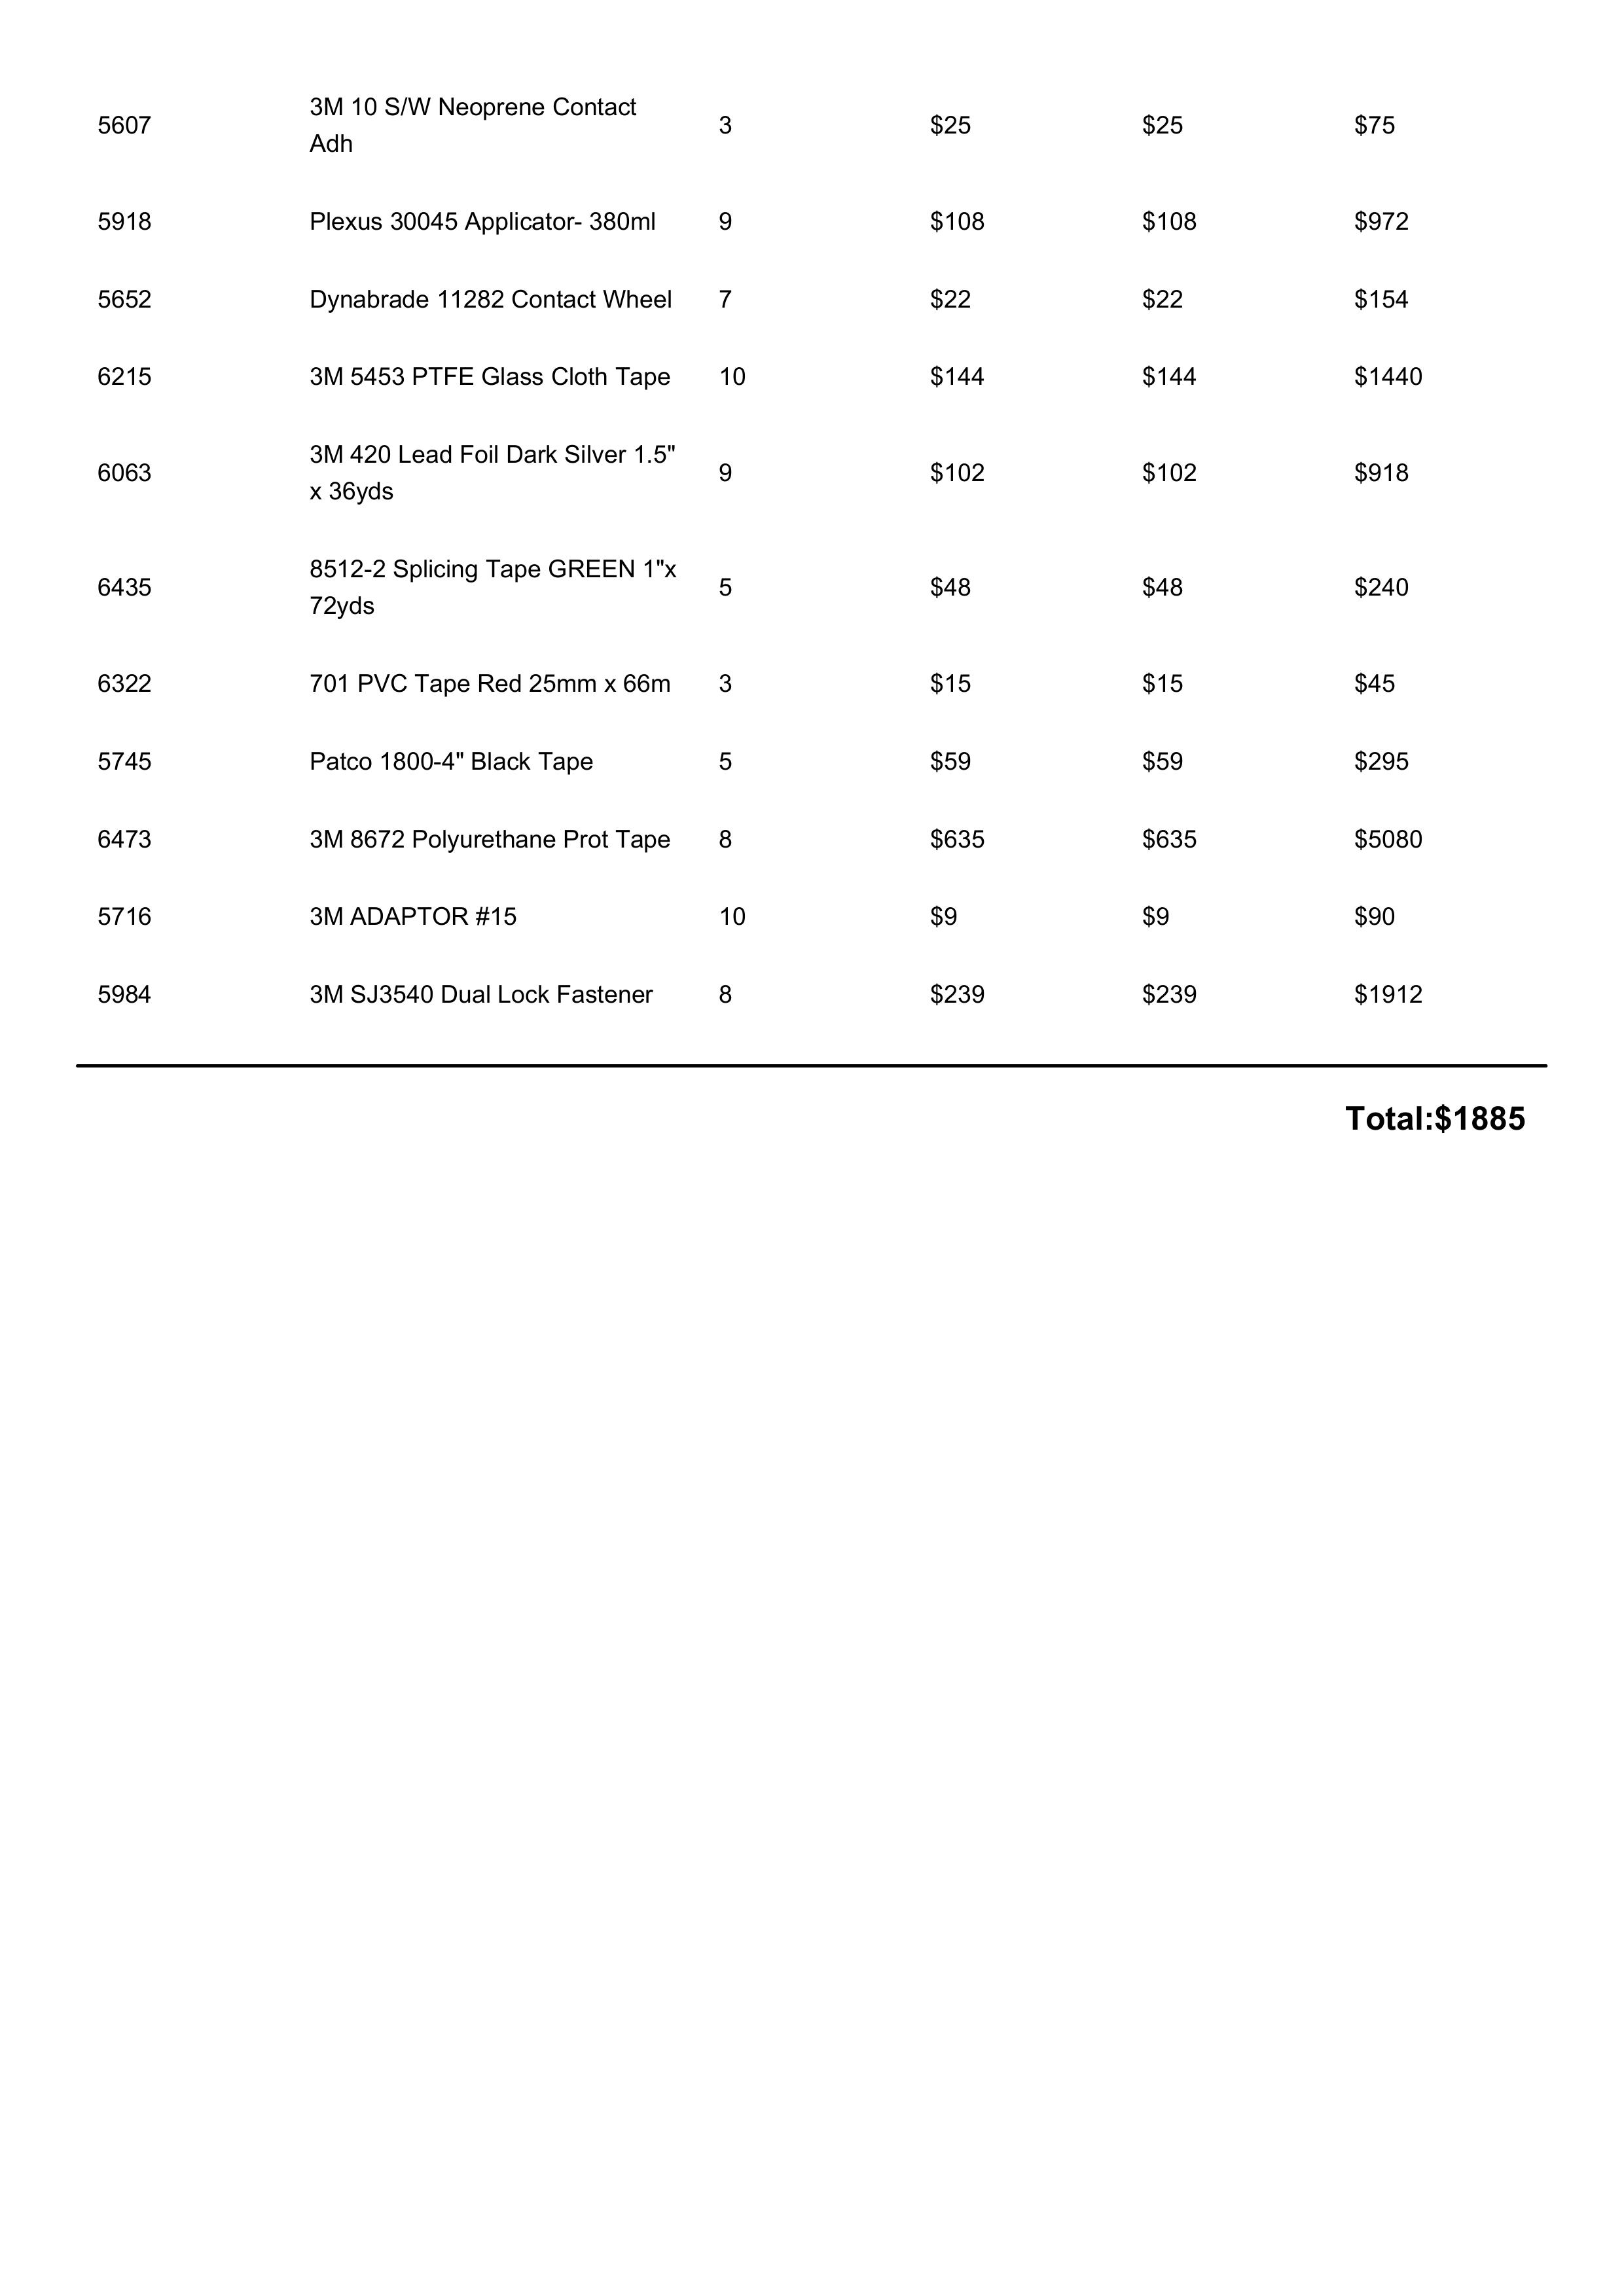 3M 10 S/W Neoprene Contact
5607 3 $25 $25 $75
Adh
5918 Plexus 30045 Applicator- 380ml 9 $108 $108 $972
5652 Dynabrade 11282 Contact Wheel 7 $22 $22 $154
6215 3M 5453 PTFE Glass Cloth Tape 10 $144 $144 $1440
3M 420 Lead Foil Dark Silver 1.5"
6063 9 $102 $102 $918
x 36yds
8512-2 Splicing Tape GREEN 1"x
6435 5 $48 $48 $240
72yds
6322 701 PVC Tape Red 25mm x 66m 3 $15 $15 $45
5745 Patco 1800-4" Black Tape 5 $59 $59 $295
6473 3M 8672 Polyurethane Prot Tape 8 $635 $635 $5080
5716 3M ADAPTOR #15 10 $9 $9 $90
5984 3M SJ3540 Dual Lock Fastener 8 $239 $239 $1912
Total:$1885